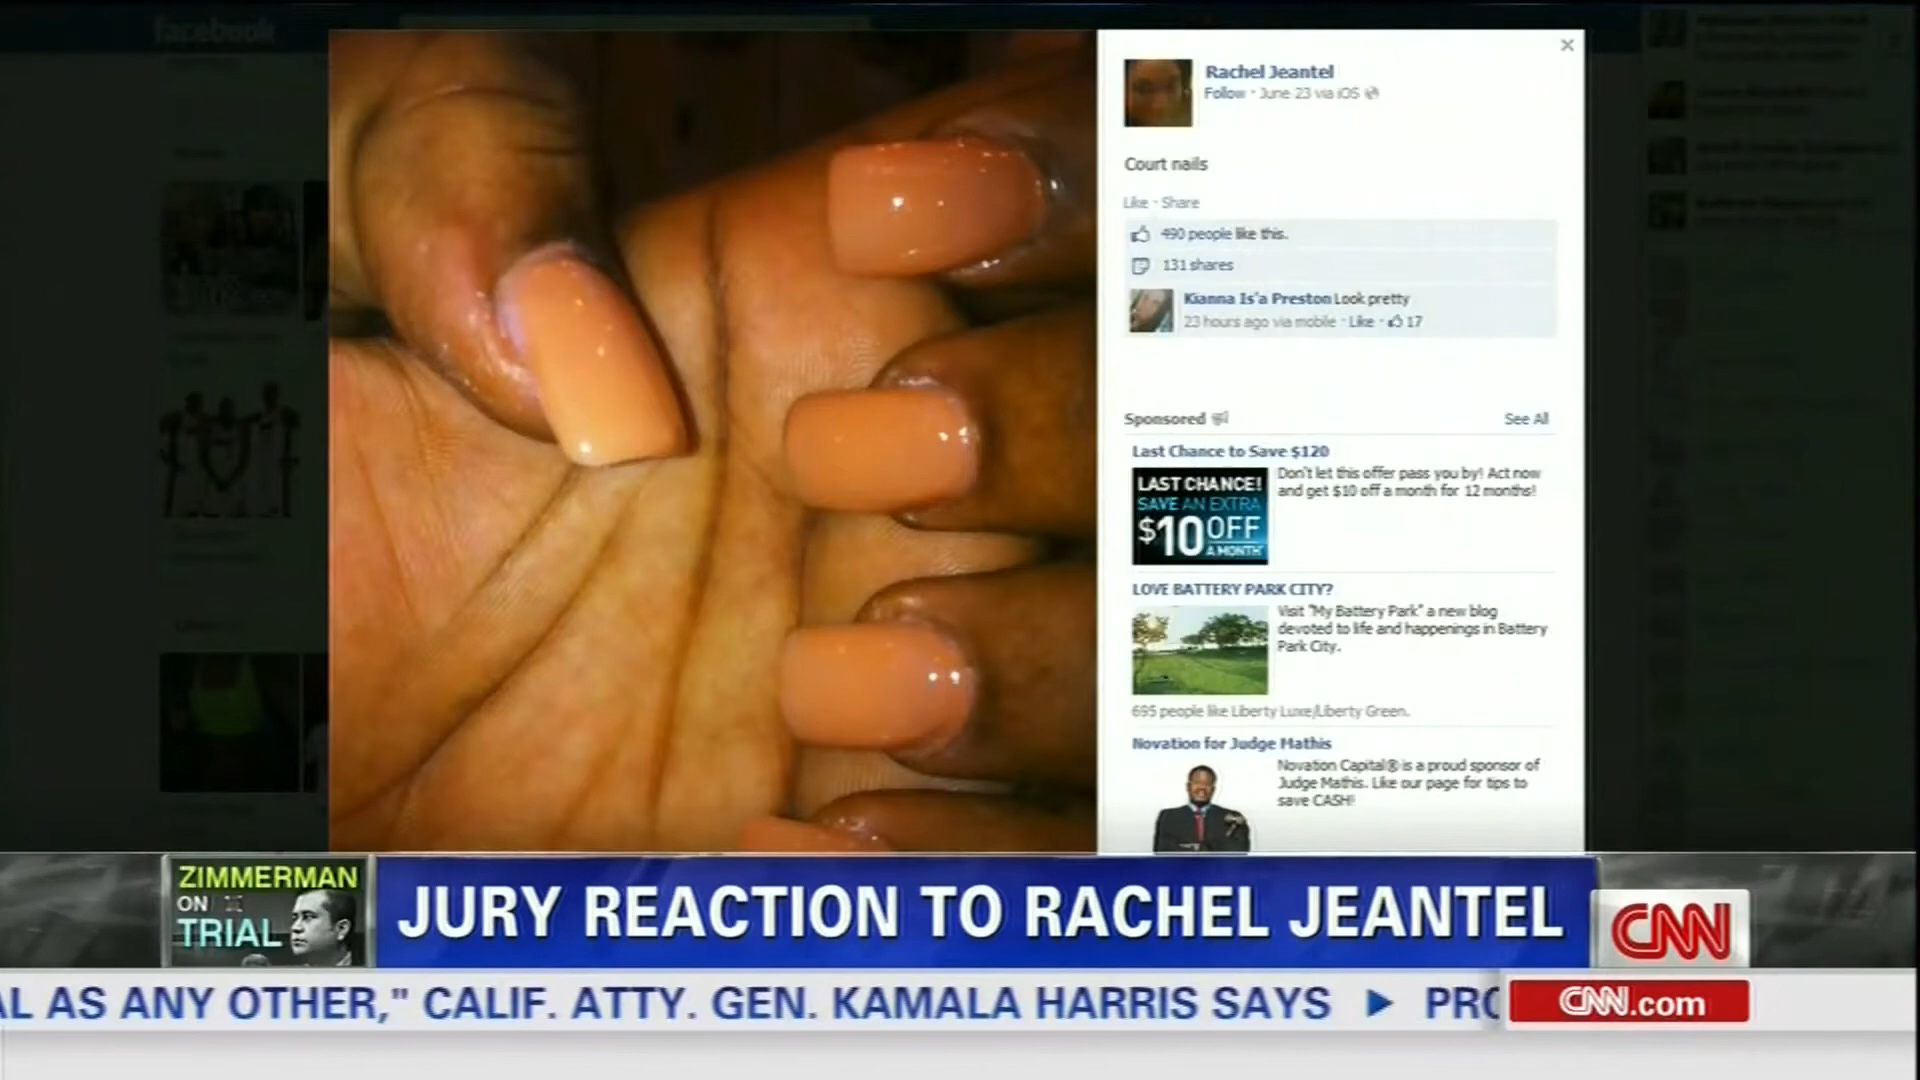 facebook
Rachel Jeantel
Follow · June 23 via iOS
Court nails
Like · Share
490 people like this.
131 shares
Kianna Is'a Preston Look pretty
23 hours ago via mobile · Like · 17
Sponsored
See All
Last Chance to Save $120
LAST CHANCE!
SAVE AN EXTRA
$10 OFF
A MONTH*
Don't let this offer pass you by! Act now
and get $10 off a month for 12 months!
LOVE BATTERY PARK CITY?
Visit "My Battery Park" a new blog
devoted to life and happenings in Battery
Park City.
695 people like Liberty Luxe/Liberty Green.
Novation for Judge Mathis
Novation Capital® is a proud sponsor of
Judge Mathis. Like our page for tips to
save CASH!
ZIMMERMAN
ON
TRIAL
JURY REACTION TO RACHEL JEANTEL
CNN
AL AS ANY OTHER," CALIF. ATTY. GEN. KAMALA HARRIS SAYS ▶ PRO
CNN.com